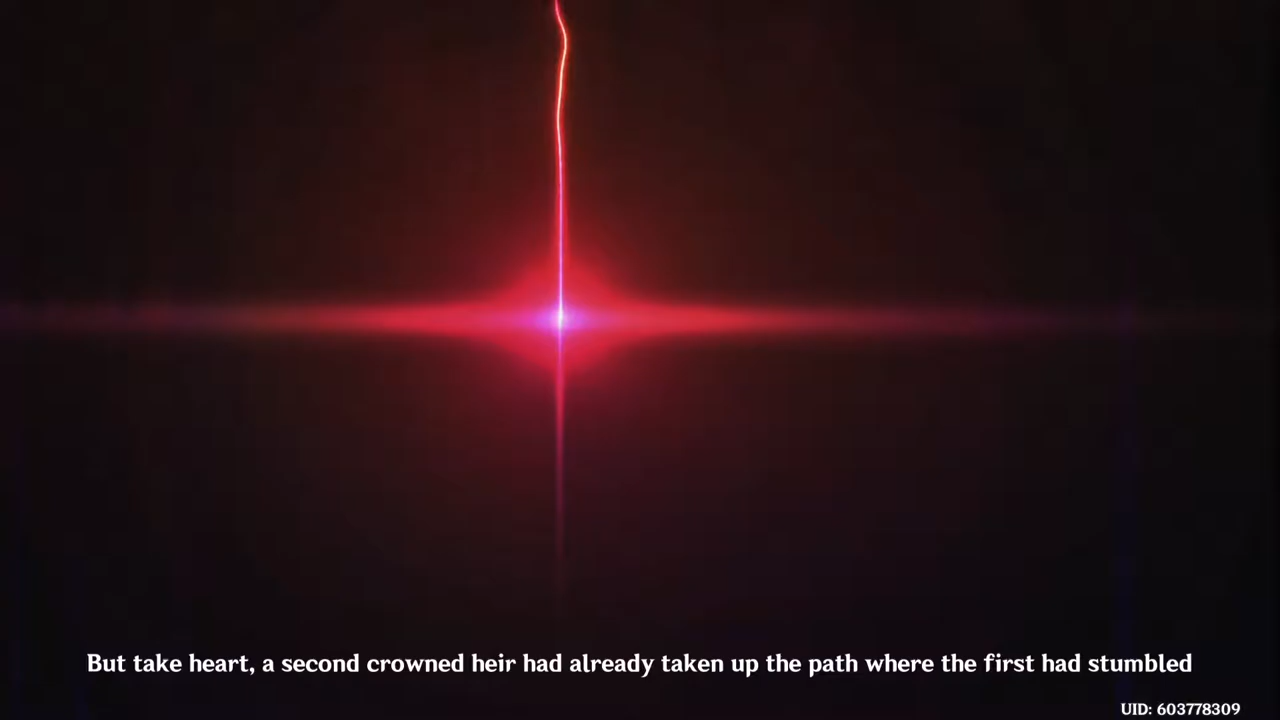 But take heart, a second crowned heir had already taken up the path where the first had stumbled
UID: 603778309